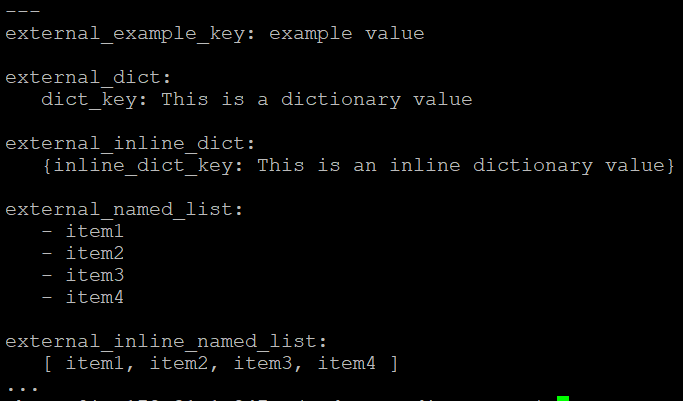 ---
external_example_key: example value
external_dict:
   dict_key: This is a dictionary value
external_inline_dict:
   {inline_dict_key: This is an inline dictionary value}
external_named_list:
   - item1
   - item2
   - item3
   - item4
external_inline_named_list:
   [ item1, item2, item3, item4 ]
...